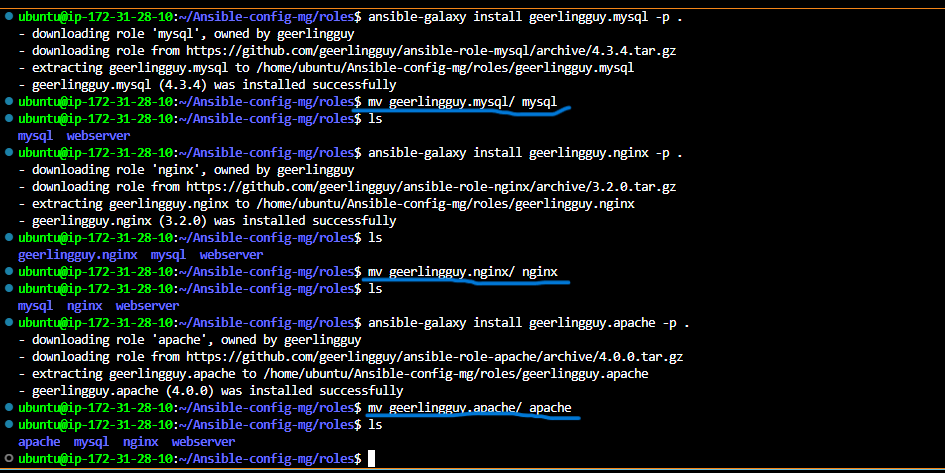 ubuntu@ip-172-31-28-10:~/Ansible-config-mg/roles$ ansible-galaxy install geerlingguy.mysql -p .
- downloading role 'mysql', owned by geerlingguy
- downloading role from https://github.com/geerlingguy/ansible-role-mysql/archive/4.3.4.tar.gz
- extracting geerlingguy.mysql to /home/ubuntu/Ansible-config-mg/roles/geerlingguy.mysql
- geerlingguy.mysql (4.3.4) was installed successfully
ubuntu@ip-172-31-28-10:~/Ansible-config-mg/roles$ mv geerlingguy.mysql/ mysql
ubuntu@ip-172-31-28-10:~/Ansible-config-mg/roles$ ls
mysql  webserver
ubuntu@ip-172-31-28-10:~/Ansible-config-mg/roles$ ansible-galaxy install geerlingguy.nginx -p .
- downloading role 'nginx', owned by geerlingguy
- downloading role from https://github.com/geerlingguy/ansible-role-nginx/archive/3.2.0.tar.gz
- extracting geerlingguy.nginx to /home/ubuntu/Ansible-config-mg/roles/geerlingguy.nginx
- geerlingguy.nginx (3.2.0) was installed successfully
ubuntu@ip-172-31-28-10:~/Ansible-config-mg/roles$ ls
geerlingguy.nginx  mysql  webserver
ubuntu@ip-172-31-28-10:~/Ansible-config-mg/roles$ mv geerlingguy.nginx/ nginx
ubuntu@ip-172-31-28-10:~/Ansible-config-mg/roles$ ls
mysql  nginx  webserver
ubuntu@ip-172-31-28-10:~/Ansible-config-mg/roles$ ansible-galaxy install geerlingguy.apache -p .
- downloading role 'apache', owned by geerlingguy
- downloading role from https://github.com/geerlingguy/ansible-role-apache/archive/4.0.0.tar.gz
- extracting geerlingguy.apache to /home/ubuntu/Ansible-config-mg/roles/geerlingguy.apache
- geerlingguy.apache (4.0.0) was installed successfully
ubuntu@ip-172-31-28-10:~/Ansible-config-mg/roles$ mv geerlingguy.apache/ apache
ubuntu@ip-172-31-28-10:~/Ansible-config-mg/roles$ ls
apache  mysql  nginx  webserver
ubuntu@ip-172-31-28-10:~/Ansible-config-mg/roles$